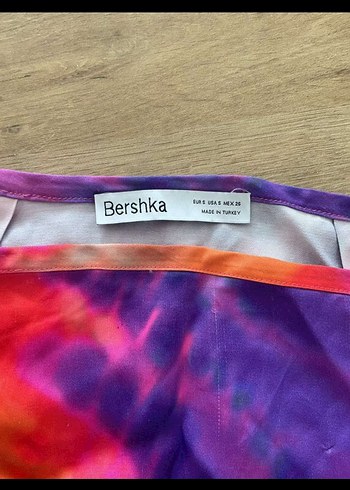 Bershka
EUR S USA S MEX 26
MADE IN TURKEY